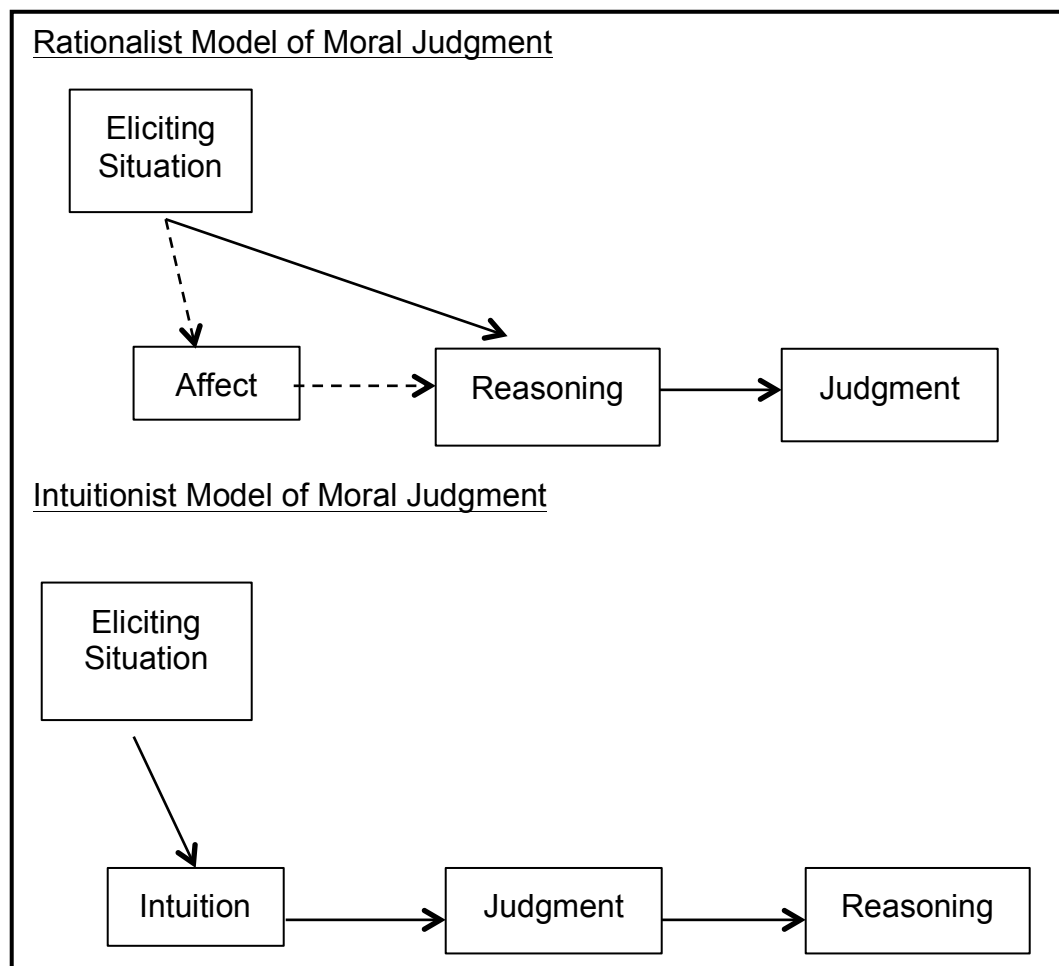 Rationalist Model of Moral Judgment
Eliciting
Situation
Affect
Reasoning
Judgment
Intuitionist Model of Moral Judgment
Eliciting
Situation
Intuition
Judgment
Reasoning